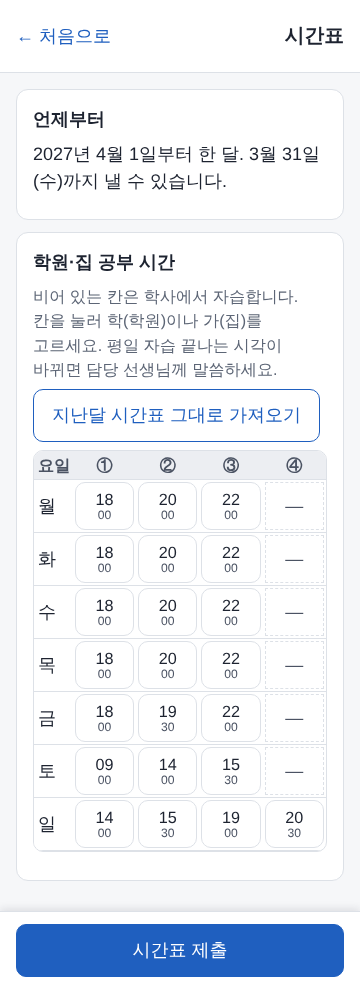 ← 처음으로
시간표
언제부터
2027년 4월 1일부터 한 달. 3월 31일
(수)까지 낼 수 있습니다.
학원·집 공부 시간
비어 있는 칸은 학사에서 자습합니다.
칸을 눌러 학(학원)이나 가(집)를
고르세요. 평일 자습 끝나는 시각이
바뀌면 담당 선생님께 말씀하세요.
지난달 시간표 그대로 가져오기
요일 ① ② ③ ④
월 18 00 20 00 22 00 —
화 18 00 20 00 22 00 —
수 18 00 20 00 22 00 —
목 18 00 20 00 22 00 —
금 18 00 19 30 22 00 —
토 09 00 14 00 15 30 —
일 14 00 15 30 19 00 20 30
시간표 제출